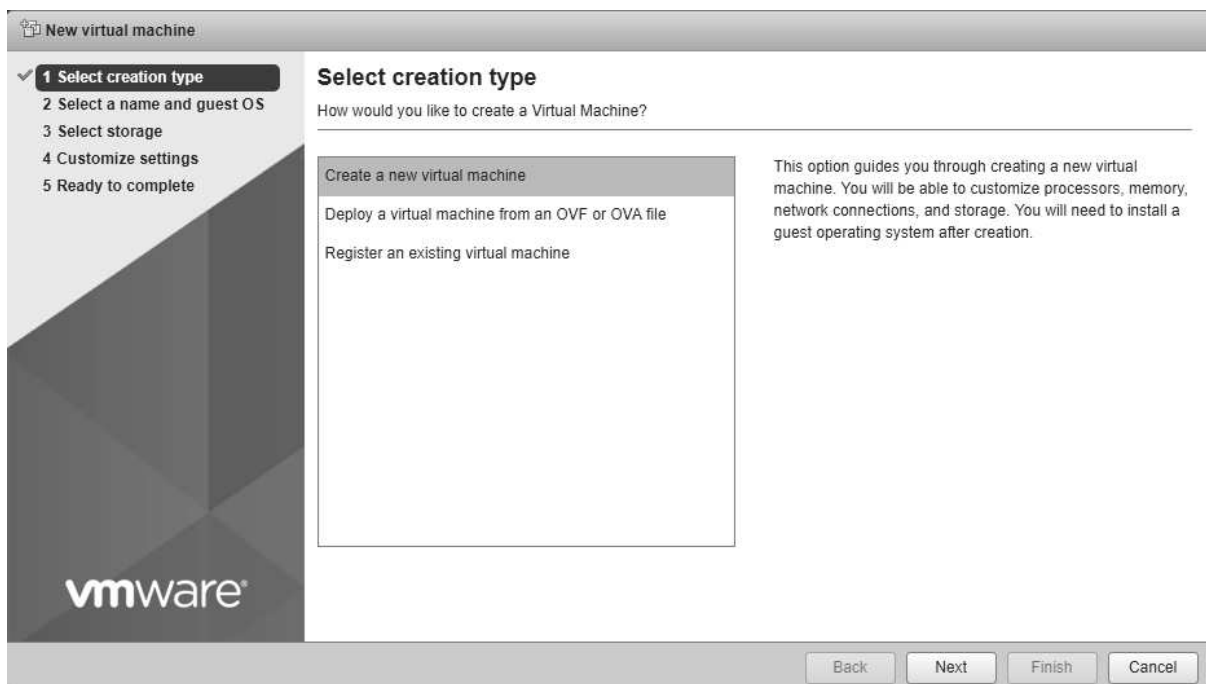 New virtual machine
1 Select creation type
2 Select a name and guest OS
3 Select storage
4 Customize settings
5 Ready to complete
vmware®
Select creation type
How would you like to create a Virtual Machine?
Create a new virtual machine
Deploy a virtual machine from an OVF or OVA file
Register an existing virtual machine
This option guides you through creating a new virtual
machine. You will be able to customize processors, memory,
network connections, and storage. You will need to install a
guest operating system after creation.
Back Next Finish Cancel